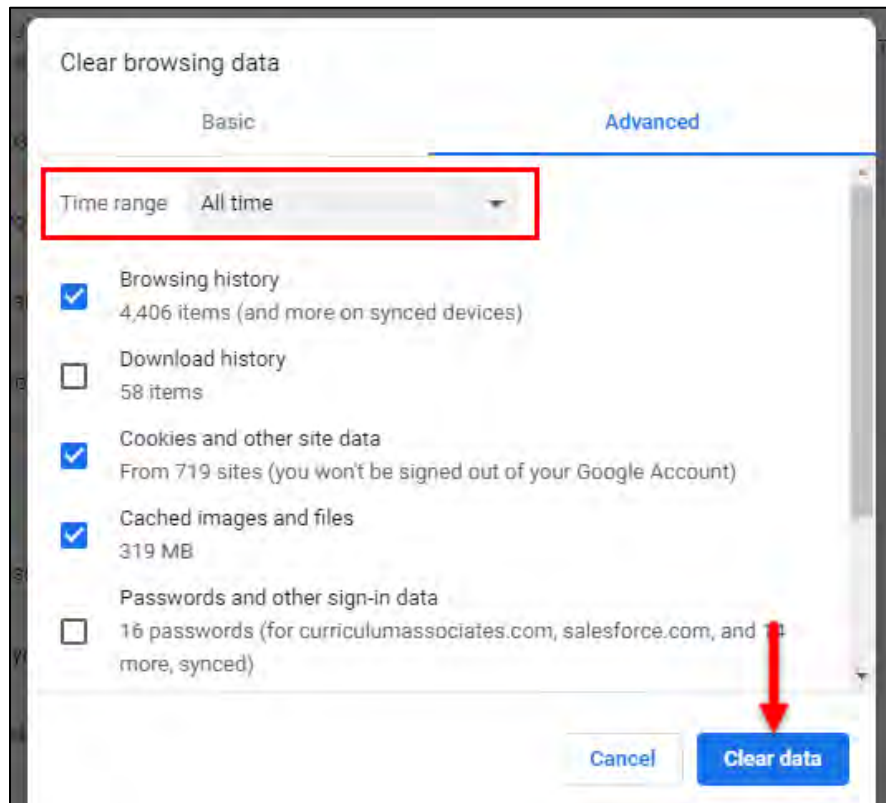 Clear browsing data
Basic
Advanced
Time range All time
Browsing history
4,406 items (and more on synced devices)
Download history
58 items
Cookies and other site data
From 719 sites (you won't be signed out of your Google Account)
Cached images and files
319 MB
Passwords and other sign-in data
16 passwords (for curriculumassociates.com, salesforce.com, and 14
more, synced)
Cancel
Clear data